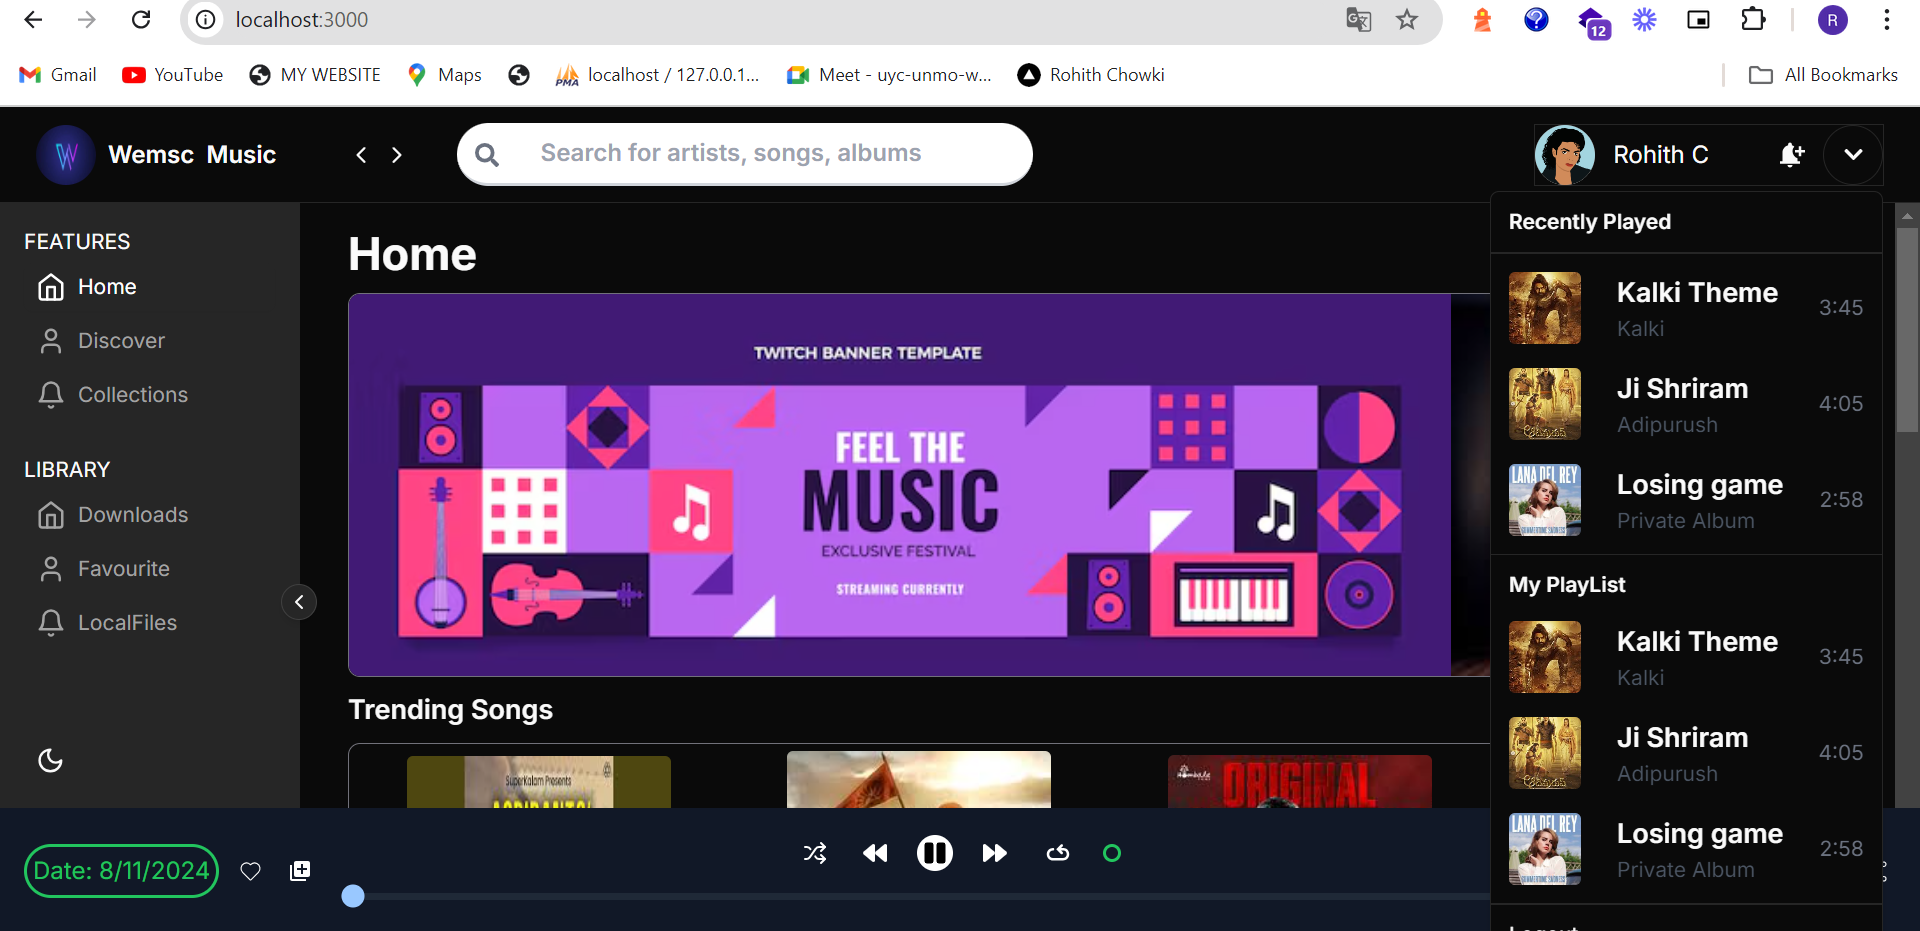 localhost:3000
12
R
Gmail
YouTube
MY WEBSITE
Maps
PMA
localhost / 127.0.0.1...
Meet - uyc-unmo-w...
Rohith Chowki
All Bookmarks
W
Wemsc Music
Search for artists, songs, albums
Rohith C
FEATURES
Home
Discover
Collections
LIBRARY
Downloads
Favourite
LocalFiles
Home
TWITCH BANNER TEMPLATE
FEEL THE
MUSIC
EXCLUSIVE FESTIVAL
STREAMING CURRENTLY
Trending Songs
SuperKalam Presents
ORIGINAL
Recently Played
Kalki Theme
Kalki
3:45
Ji Shriram
Adipurush
4:05
LANA DEL REY
Losing game
Private Album
2:58
My PlayList
Kalki Theme
Kalki
3:45
Ji Shriram
Adipurush
4:05
LANA DEL REY
Losing game
Private Album
2:58
Logout
Date: 8/11/2024